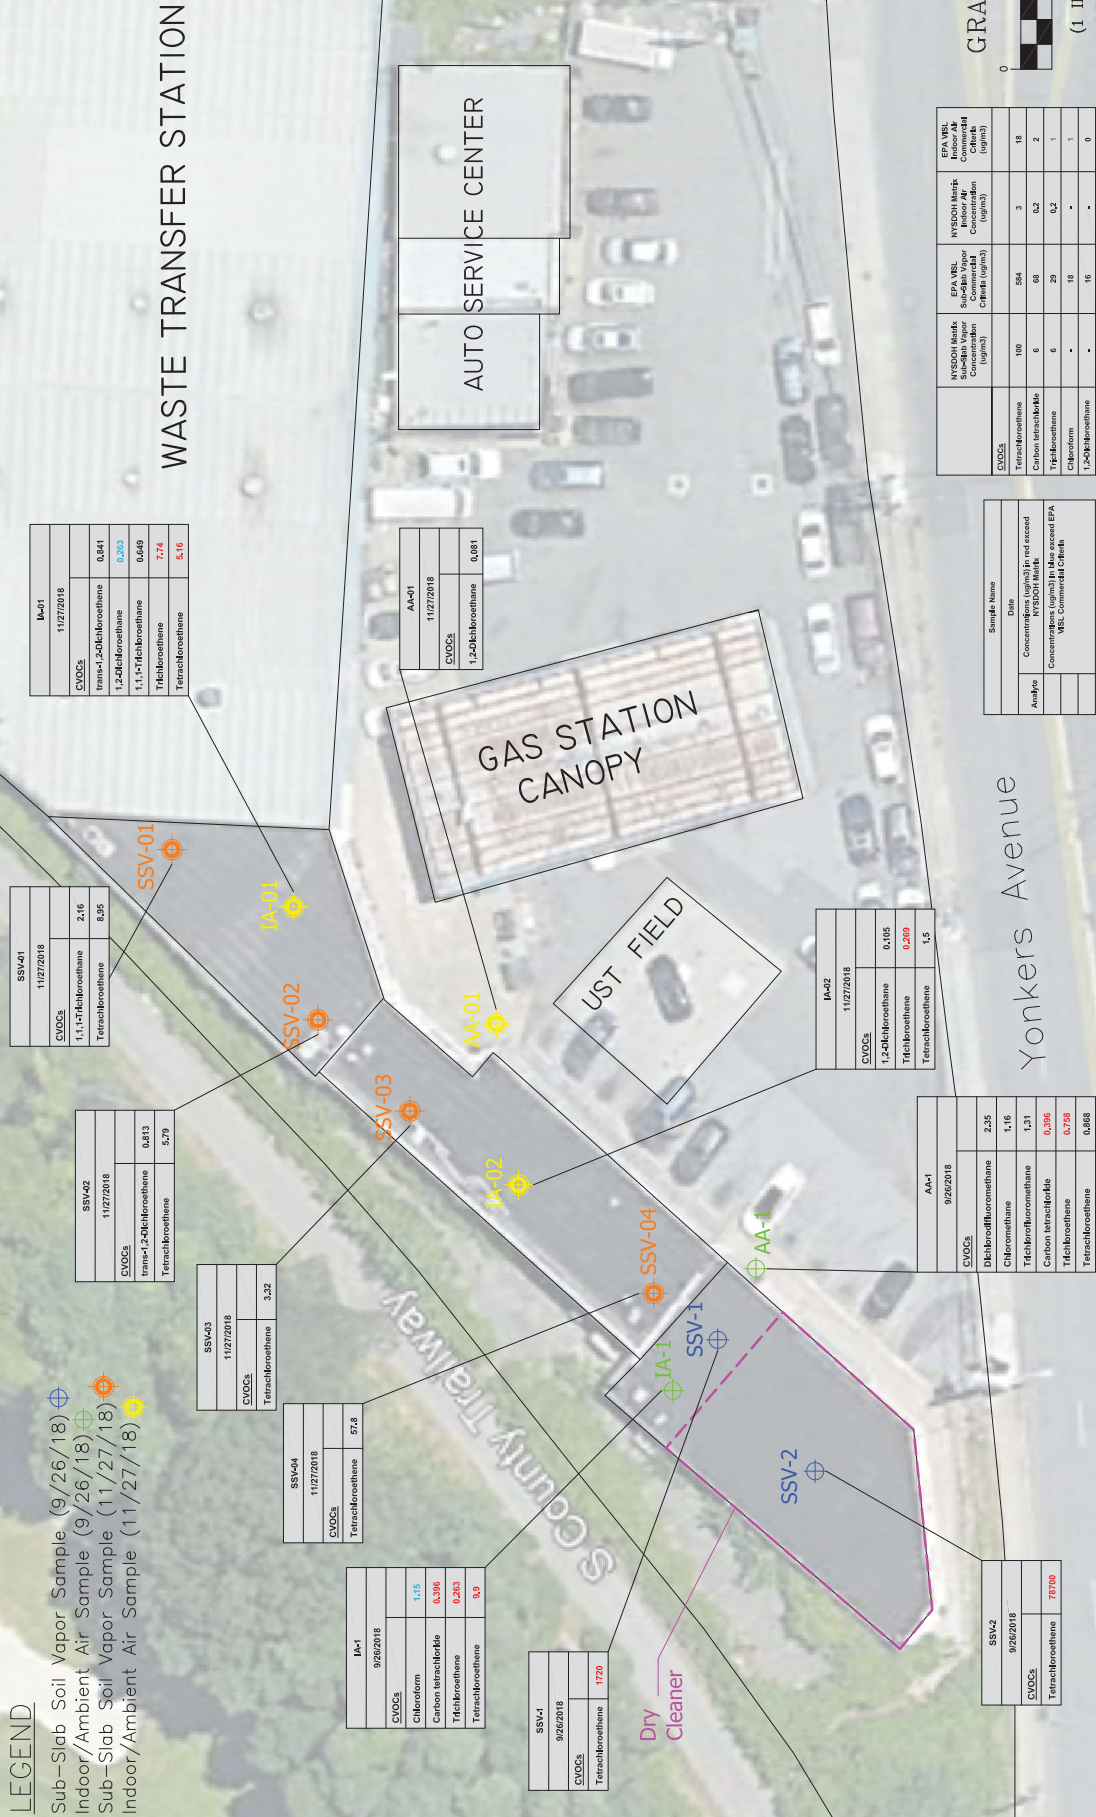 LEGEND
Sub-Slab Soil Vapor Sample (9/26/18)
Indoor/Ambient Air Sample (9/26/18)
Sub-Slab Soil Vapor Sample (11/27/18)
Indoor/Ambient Air Sample (11/27/18)
SSV-01
11/27/2018
CVOCs
1,1,1-Trichloroethane 2.16
Tetrachloroethene 8.95
SSV-02
11/27/2018
CVOCs
trans-1,2-Dichloroethene 0.813
Tetrachloroethene 5.79
SSV-03
11/27/2018
CVOCs
Tetrachloroethene 3.32
SSV-04
11/27/2018
CVOCs
Tetrachloroethene 57.8
IA-1
9/26/2018
CVOCs
Chloroform 1.15
Carbon tetrachloride 0.396
Trichloroethene 0.263
Tetrachloroethene 9.9
SSV-1
9/26/2018
CVOCs
Tetrachloroethene 1720
SSV-2
9/26/2018
CVOCs
Tetrachloroethene 78700
IA-01
11/27/2018
CVOCs
trans-1,2-Dichloroethene 0.841
1,2-Dichloroethane 0.263
1,1,1-Trichloroethane 0.649
Trichloroethene 7.74
Tetrachloroethene 5.16
AA-01
11/27/2018
CVOCs
1,2-Dichloroethane 0.081
IA-02
11/27/2018
CVOCs
1,2-Dichloroethane 0.105
Trichloroethene 0.269
Tetrachloroethene 1.5
AA-1
9/26/2018
CVOCs
Dichlorodifluoromethane 2.35
Chloromethane 1.16
Trichlorofluoromethane 1.31
Carbon tetrachloride 0.396
Trichloroethene 0.758
Tetrachloroethene 0.868
WASTE TRANSFER STATION
AUTO SERVICE CENTER
GAS STATION
CANOPY
UST FIELD
SSV-01
IA-01
SSV-02
AA-01
SSV-03
IA-02
SSV-04
AA-1
SSV-1
IA-1
SSV-2
Dry
Cleaner
S County Trailway
Yonkers Avenue
Sample Name
Date
Analyte
Concentrations (ug/m3) in red exceed
NYSDOH Matrix
Concentrations (ug/m3) in blue exceed EPA
VISL Commercial Criteria
CVOCs
NYSDOH Matrix
Sub-Slab Vapor
Concentration
(ug/m3)
EPA VISL
Sub-Slab Vapor
Commercial
Criteria (ug/m3)
NYSDOH Matrix
Indoor Air
Concentration
(ug/m3)
EPA VISL
Indoor Air
Commercial
Criteria
(ug/m3)
Tetrachloroethene 100 584 3 18
Carbon tetrachloride 6 68 0.2 2
Trichloroethene 6 29 0.2 1
Chloroform - 18 - 1
1,2-Dichloroethane - 16 - 0
GRA
0
(1 I